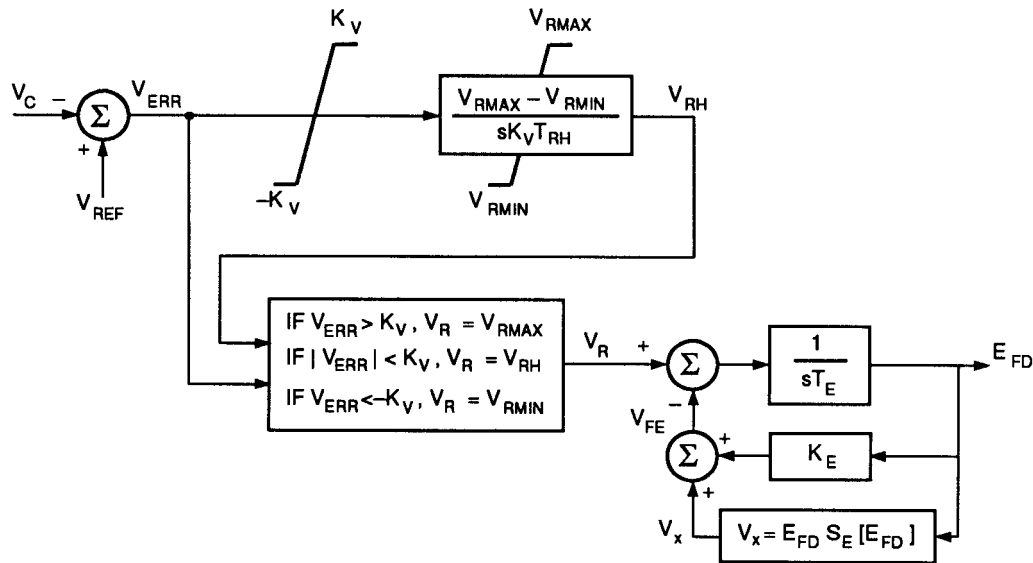 K_V
V_RMAX
V_C
−
Σ
V_ERR
+
V_REF
−K_V
V_RMAX − V_RMIN
sK_V T_RH
V_RH
V_RMIN
IF V_ERR > K_V, V_R = V_RMAX
IF | V_ERR | < K_V, V_R = V_RH
IF V_ERR <−K_V, V_R = V_RMIN
V_R
+
Σ
−
1
sT_E
E_FD
V_FE
Σ
+
K_E
+
V_x
V_x = E_FD S_E [E_FD]